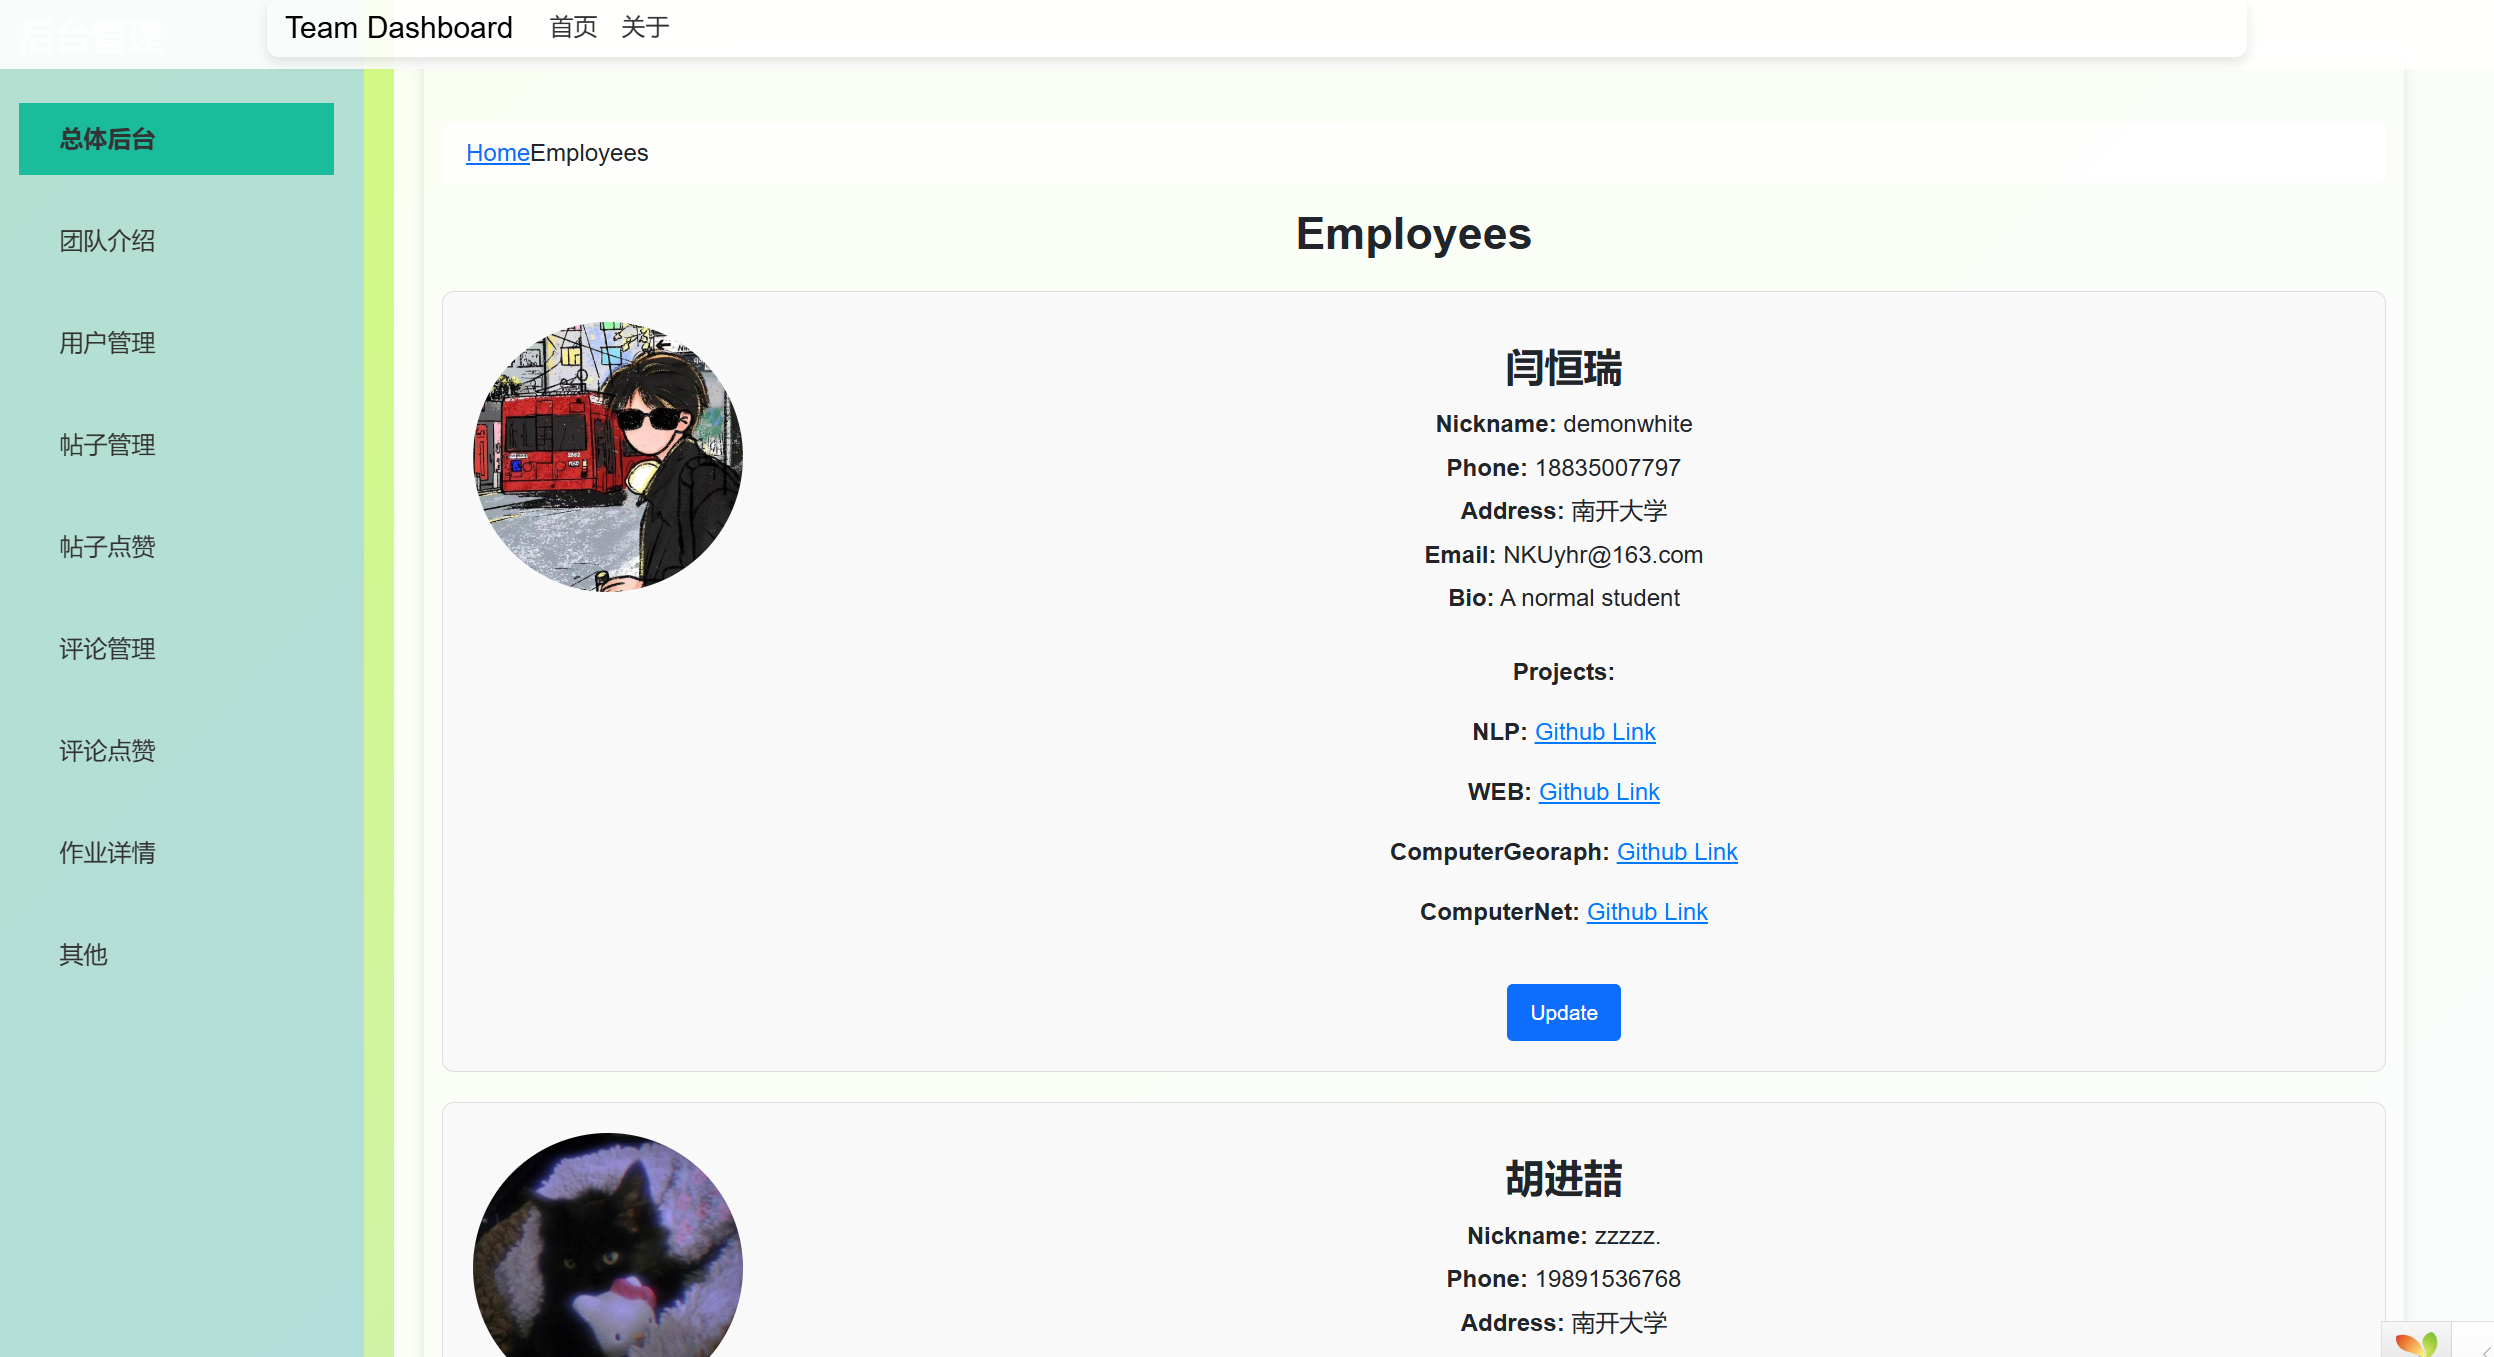 后台管理
Team Dashboard 首页 关于
总体后台
团队介绍
用户管理
帖子管理
帖子点赞
评论管理
评论点赞
作业详情
其他
HomeEmployees
Employees
闫恒瑞
Nickname: demonwhite
Phone: 18835007797
Address: 南开大学
Email: NKUyhr@163.com
Bio: A normal student
Projects:
NLP: Github Link
WEB: Github Link
ComputerGeoraph: Github Link
ComputerNet: Github Link
Update
胡进喆
Nickname: zzzzz.
Phone: 19891536768
Address: 南开大学